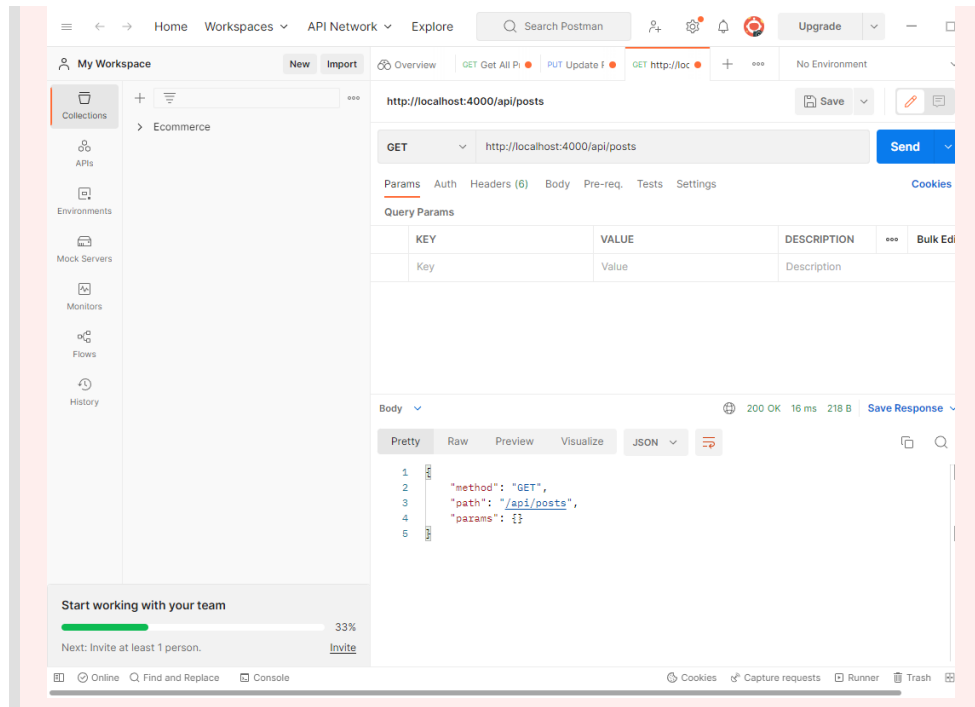 Home Workspaces API Network Explore Search Postman Upgrade
My Workspace New Import Overview GET Get All P PUT Update F GET http://loc No Environment
Collections
APIs
Environments
Mock Servers
Monitors
Flows
History
Ecommerce
http://localhost:4000/api/posts Save
GET http://localhost:4000/api/posts Send
Params Auth Headers (6) Body Pre-req. Tests Settings Cookies
Query Params
KEY VALUE DESCRIPTION Bulk Edi
Key Value Description
Body 200 OK 16 ms 218 B Save Response
Pretty Raw Preview Visualize JSON
1 {
2 "method": "GET",
3 "path": "/api/posts",
4 "params": {}
5 }
Start working with your team
33%
Next: Invite at least 1 person. Invite
Online Find and Replace Console Cookies Capture requests Runner Trash